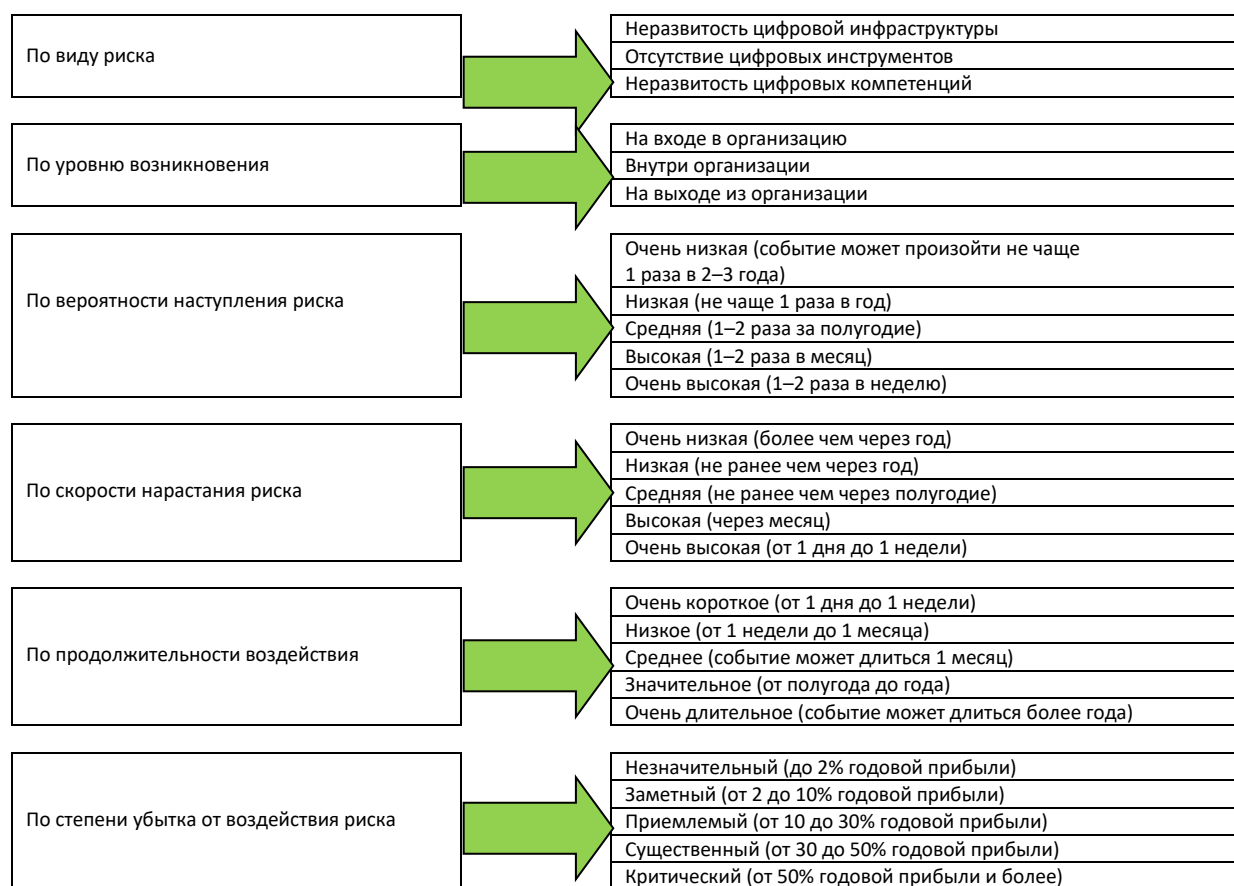 По виду риска
Неразвитость цифровой инфраструктуры
Отсутствие цифровых инструментов
Неразвитость цифровых компетенций
По уровню возникновения
На входе в организацию
Внутри организации
На выходе из организации
По вероятности наступления риска
Очень низкая (событие может произойти не чаще
1 раза в 2–3 года)
Низкая (не чаще 1 раза в год)
Средняя (1–2 раза за полугодие)
Высокая (1–2 раза в месяц)
Очень высокая (1–2 раза в неделю)
По скорости нарастания риска
Очень низкая (более чем через год)
Низкая (не ранее чем через год)
Средняя (не ранее чем через полугодие)
Высокая (через месяц)
Очень высокая (от 1 дня до 1 недели)
По продолжительности воздействия
Очень короткое (от 1 дня до 1 недели)
Низкое (от 1 недели до 1 месяца)
Среднее (событие может длиться 1 месяц)
Значительное (от полугода до года)
Очень длительное (событие может длиться более года)
По степени убытка от воздействия риска
Незначительный (до 2% годовой прибыли)
Заметный (от 2 до 10% годовой прибыли)
Приемлемый (от 10 до 30% годовой прибыли)
Существенный (от 30 до 50% годовой прибыли)
Критический (от 50% годовой прибыли и более)